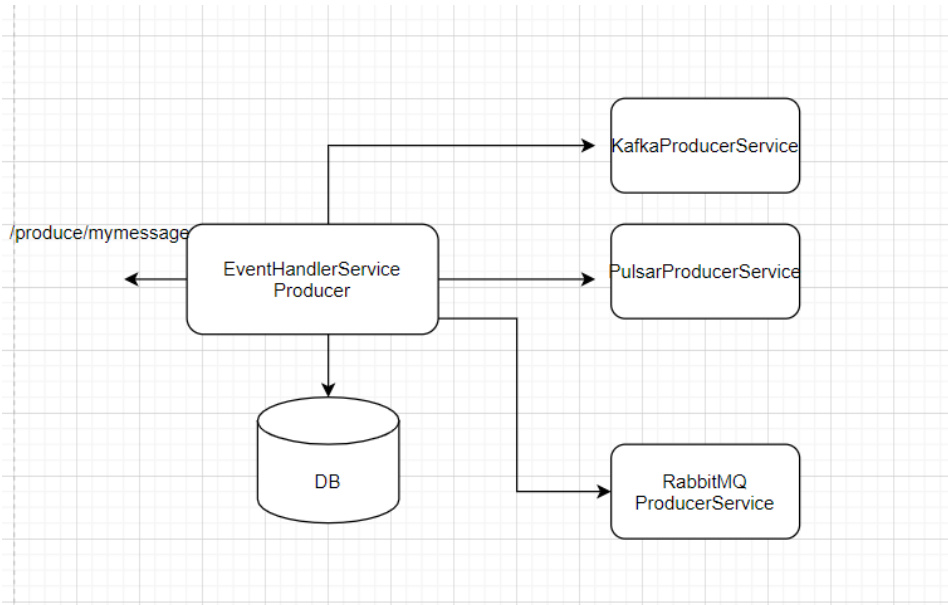 KafkaProducerService
/produce/mymessage
EventHandlerService
Producer
PulsarProducerService
DB
RabbitMQ
ProducerService